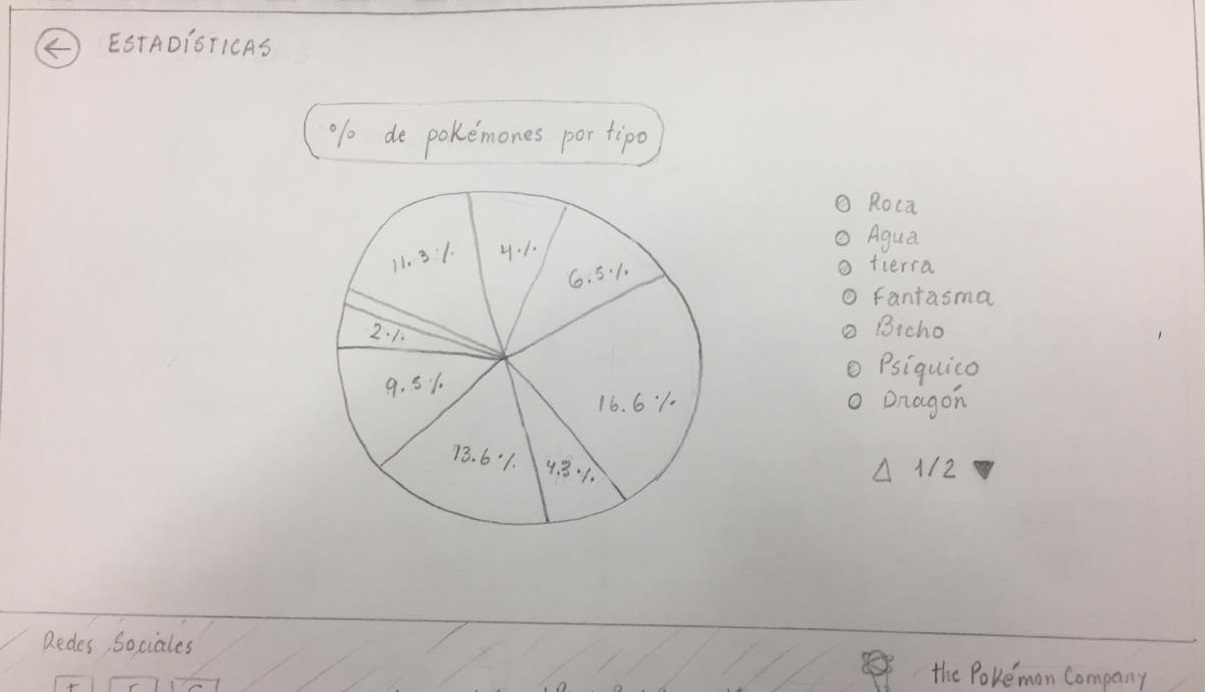 ← ESTADÍSTICAS
% de pokémones por tipo
11.3%
4%
6.5%
2%
9.5%
16.6%
13.6%
4.3%
Roca
Agua
tierra
Fantasma
Bicho
Psíquico
Dragón
△ 1/2 ▼
Redes Sociales
the Pokémon Company